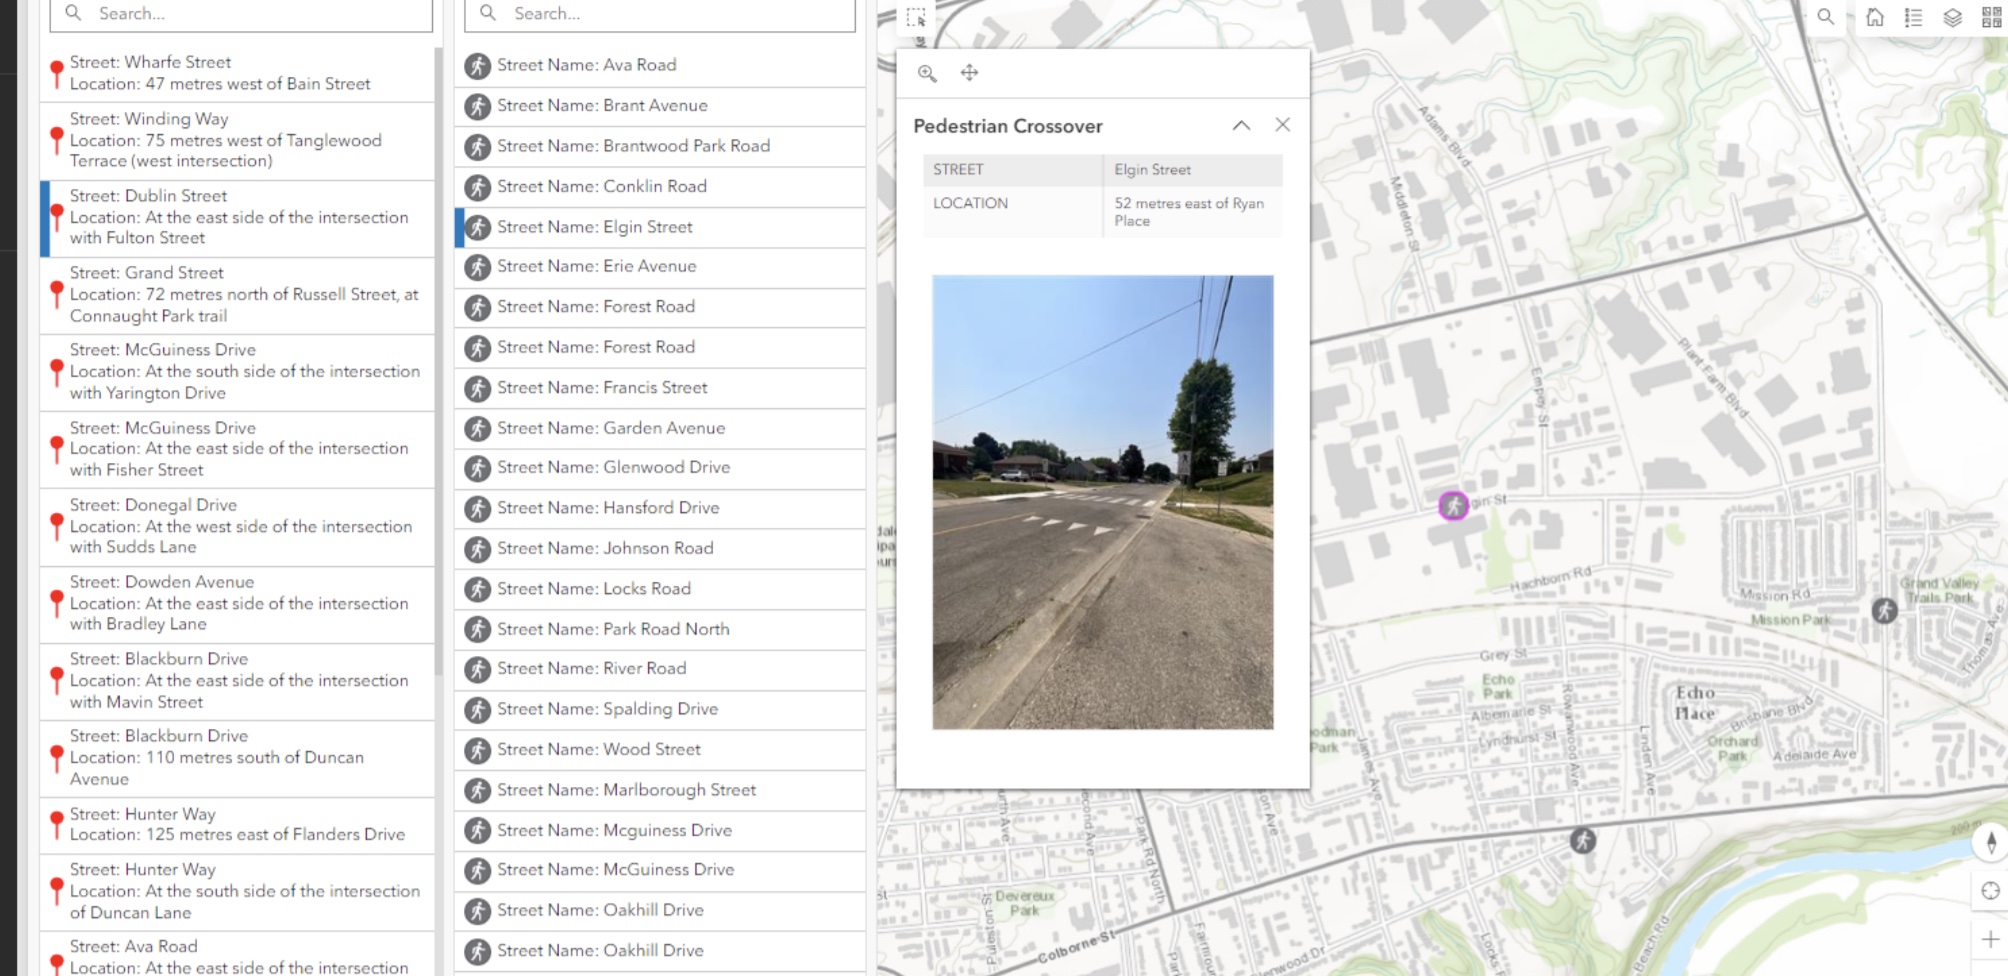 Search...
Street: Wharfe Street
Location: 47 metres west of Bain Street
Street: Winding Way
Location: 75 metres west of Tanglewood
Terrace (west intersection)
Street: Dublin Street
Location: At the east side of the intersection
with Fulton Street
Street: Grand Street
Location: 72 metres north of Russell Street, at
Connaught Park trail
Street: McGuiness Drive
Location: At the south side of the intersection
with Yarington Drive
Street: McGuiness Drive
Location: At the east side of the intersection
with Fisher Street
Street: Donegal Drive
Location: At the west side of the intersection
with Sudds Lane
Street: Dowden Avenue
Location: At the east side of the intersection
with Bradley Lane
Street: Blackburn Drive
Location: At the east side of the intersection
with Mavin Street
Street: Blackburn Drive
Location: 110 metres south of Duncan
Avenue
Street: Hunter Way
Location: 125 metres east of Flanders Drive
Street: Hunter Way
Location: At the south side of the intersection
of Duncan Lane
Street: Ava Road
Location: At the east side of the intersection
Search...
Street Name: Ava Road
Street Name: Brant Avenue
Street Name: Brantwood Park Road
Street Name: Conklin Road
Street Name: Elgin Street
Street Name: Erie Avenue
Street Name: Forest Road
Street Name: Forest Road
Street Name: Francis Street
Street Name: Garden Avenue
Street Name: Glenwood Drive
Street Name: Hansford Drive
Street Name: Johnson Road
Street Name: Locks Road
Street Name: Park Road North
Street Name: River Road
Street Name: Spalding Drive
Street Name: Wood Street
Street Name: Marlborough Street
Street Name: Mcguiness Drive
Street Name: McGuiness Drive
Street Name: Oakhill Drive
Street Name: Oakhill Drive
Pedestrian Crossover
STREET Elgin Street
LOCATION 52 metres east of Ryan
Place
Adams Blvd
Middleton St
Empey St
Plant Farm Blvd
gin St
Hachborn Rd
Mission Rd
Mission Park
Grand Valley
Trails Park
Thomas Ave
Grey St
Echo
Park
Echo
Place
Albemarle St
Lyndhurst St
Rowanwood Ave
Brisbane Blvd
Orchard
Park
Adelaide Ave
Linden Ave
James Ave
Park
Park Rd North
200 m
Devereux
Park
Colborne St
Beach Rd